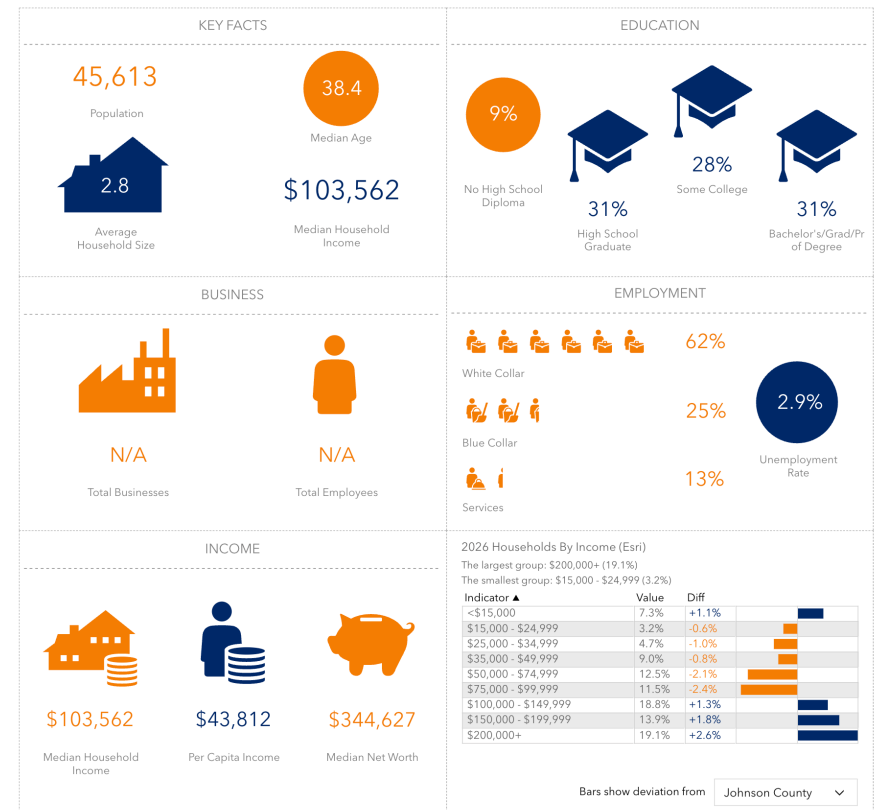 KEY FACTS
45,613
Population
38.4
Median Age
2.8
Average
Household Size
$103,562
Median Household
Income
EDUCATION
9%
No High School
Diploma
31%
High School
Graduate
28%
Some College
31%
Bachelor's/Grad/Pr
of Degree
BUSINESS
N/A
Total Businesses
N/A
Total Employees
EMPLOYMENT
62%
White Collar
25%
Blue Collar
13%
Services
2.9%
Unemployment
Rate
INCOME
$103,562
Median Household
Income
$43,812
Per Capita Income
$344,627
Median Net Worth
2026 Households By Income (Esri)
The largest group: $200,000+ (19.1%)
The smallest group: $15,000 - $24,999 (3.2%)
Indicator ▲ Value Diff
<$15,000 7.3% +1.1%
$15,000 - $24,999 3.2% -0.6%
$25,000 - $34,999 4.7% -1.0%
$35,000 - $49,999 9.0% -0.8%
$50,000 - $74,999 12.5% -2.1%
$75,000 - $99,999 11.5% -2.4%
$100,000 - $149,999 18.8% +1.3%
$150,000 - $199,999 13.9% +1.8%
$200,000+ 19.1% +2.6%
Bars show deviation from Johnson County